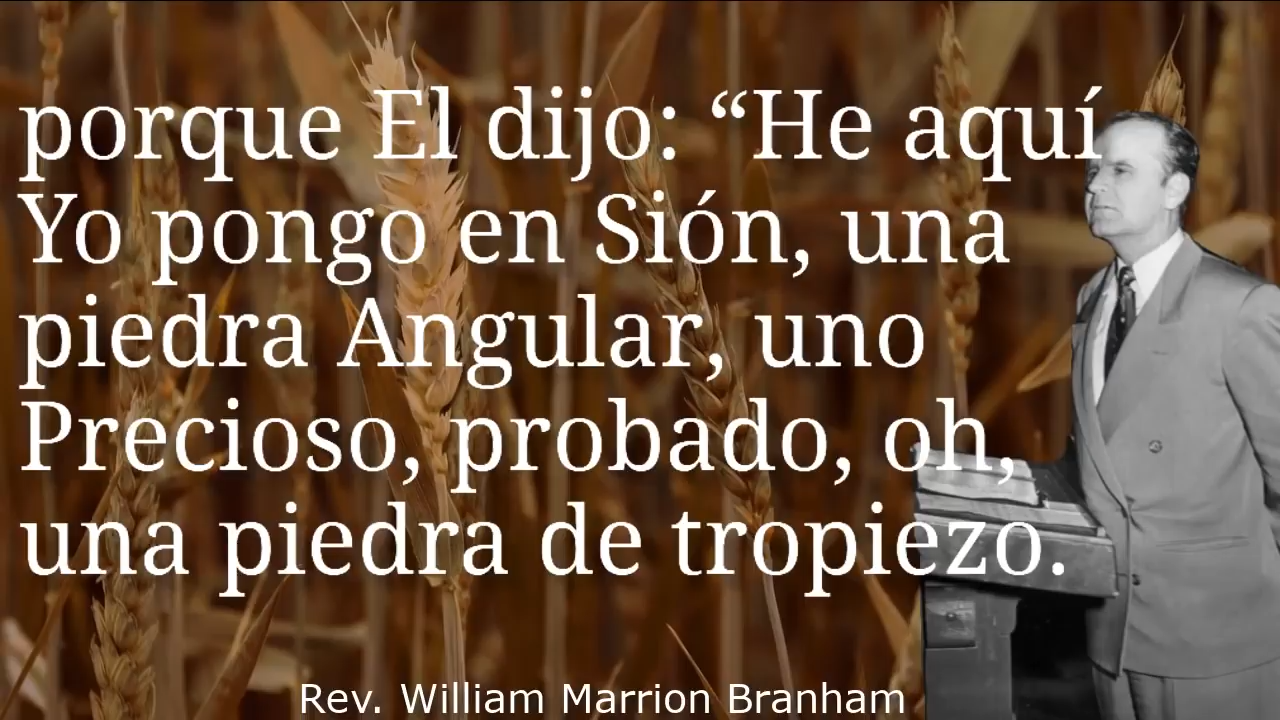 porque El dijo: “He aquí
Yo pongo en Sión, una
piedra Angular, uno
Precioso, probado, oh,
una piedra de tropiezo.
Rev. William Marrion Branham